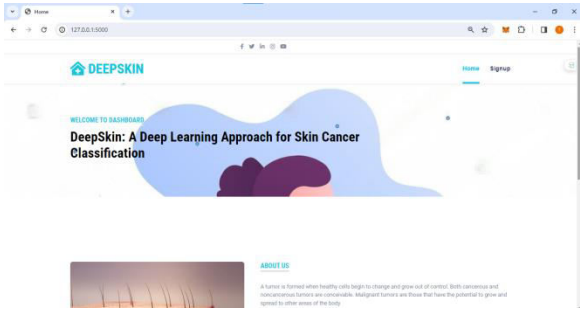 Home
127.0.0.1:5000
DEEPSKIN
Home Signup
WELCOME TO DASHBOARD
DeepSkin: A Deep Learning Approach for Skin Cancer
Classification
ABOUT US
A tumor is formed when healthy cells begin to change and grow out of control. Both cancerous and
noncancerous tumors are conceivable. Malignant tumors are those that have the potential to grow and
spread to other areas of the body.